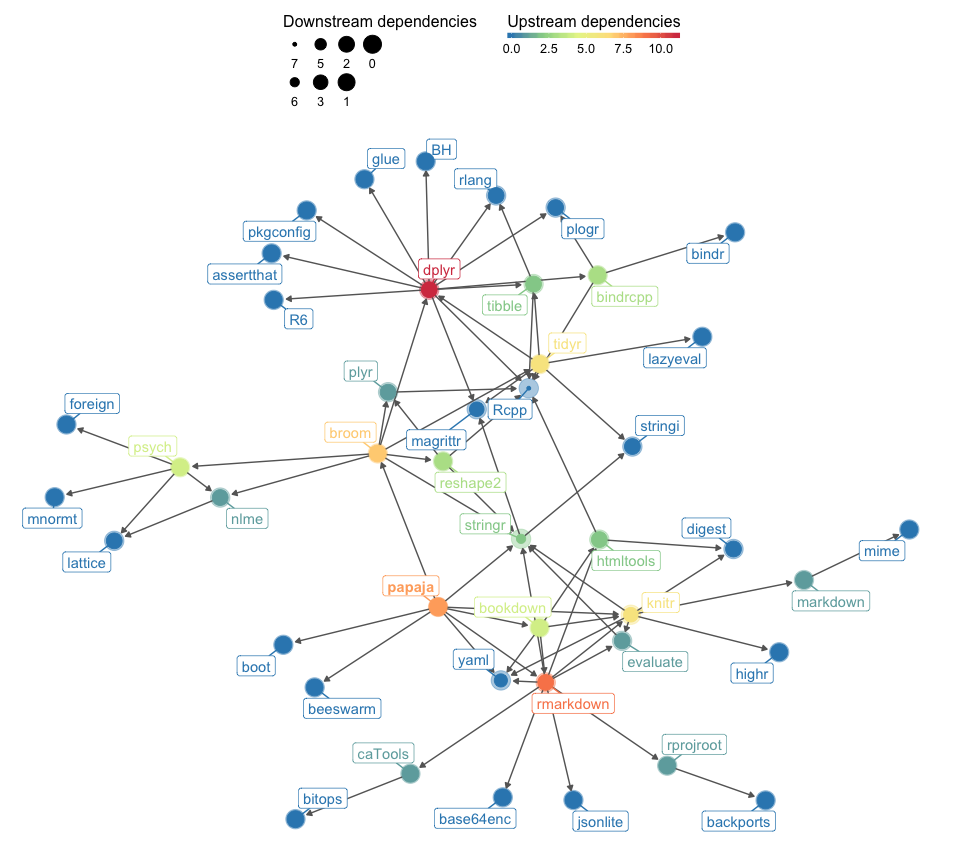 Downstream dependencies
Upstream dependencies
7 5 2 0
6 3 1
0.0 2.5 5.0 7.5 10.0
BH
glue
rlang
pkgconfig
plogr
bindr
assertthat
dplyr
bindrcpp
tibble
R6
tidyr
lazyeval
plyr
foreign
Rcpp
stringi
broom
magrittr
psych
reshape2
mnormt
nlme
stringr
digest
mime
lattice
htmltools
papaja
bookdown
knitr
markdown
yaml
evaluate
boot
highr
beeswarm
rmarkdown
caTools
rprojroot
bitops
base64enc
jsonlite
backports